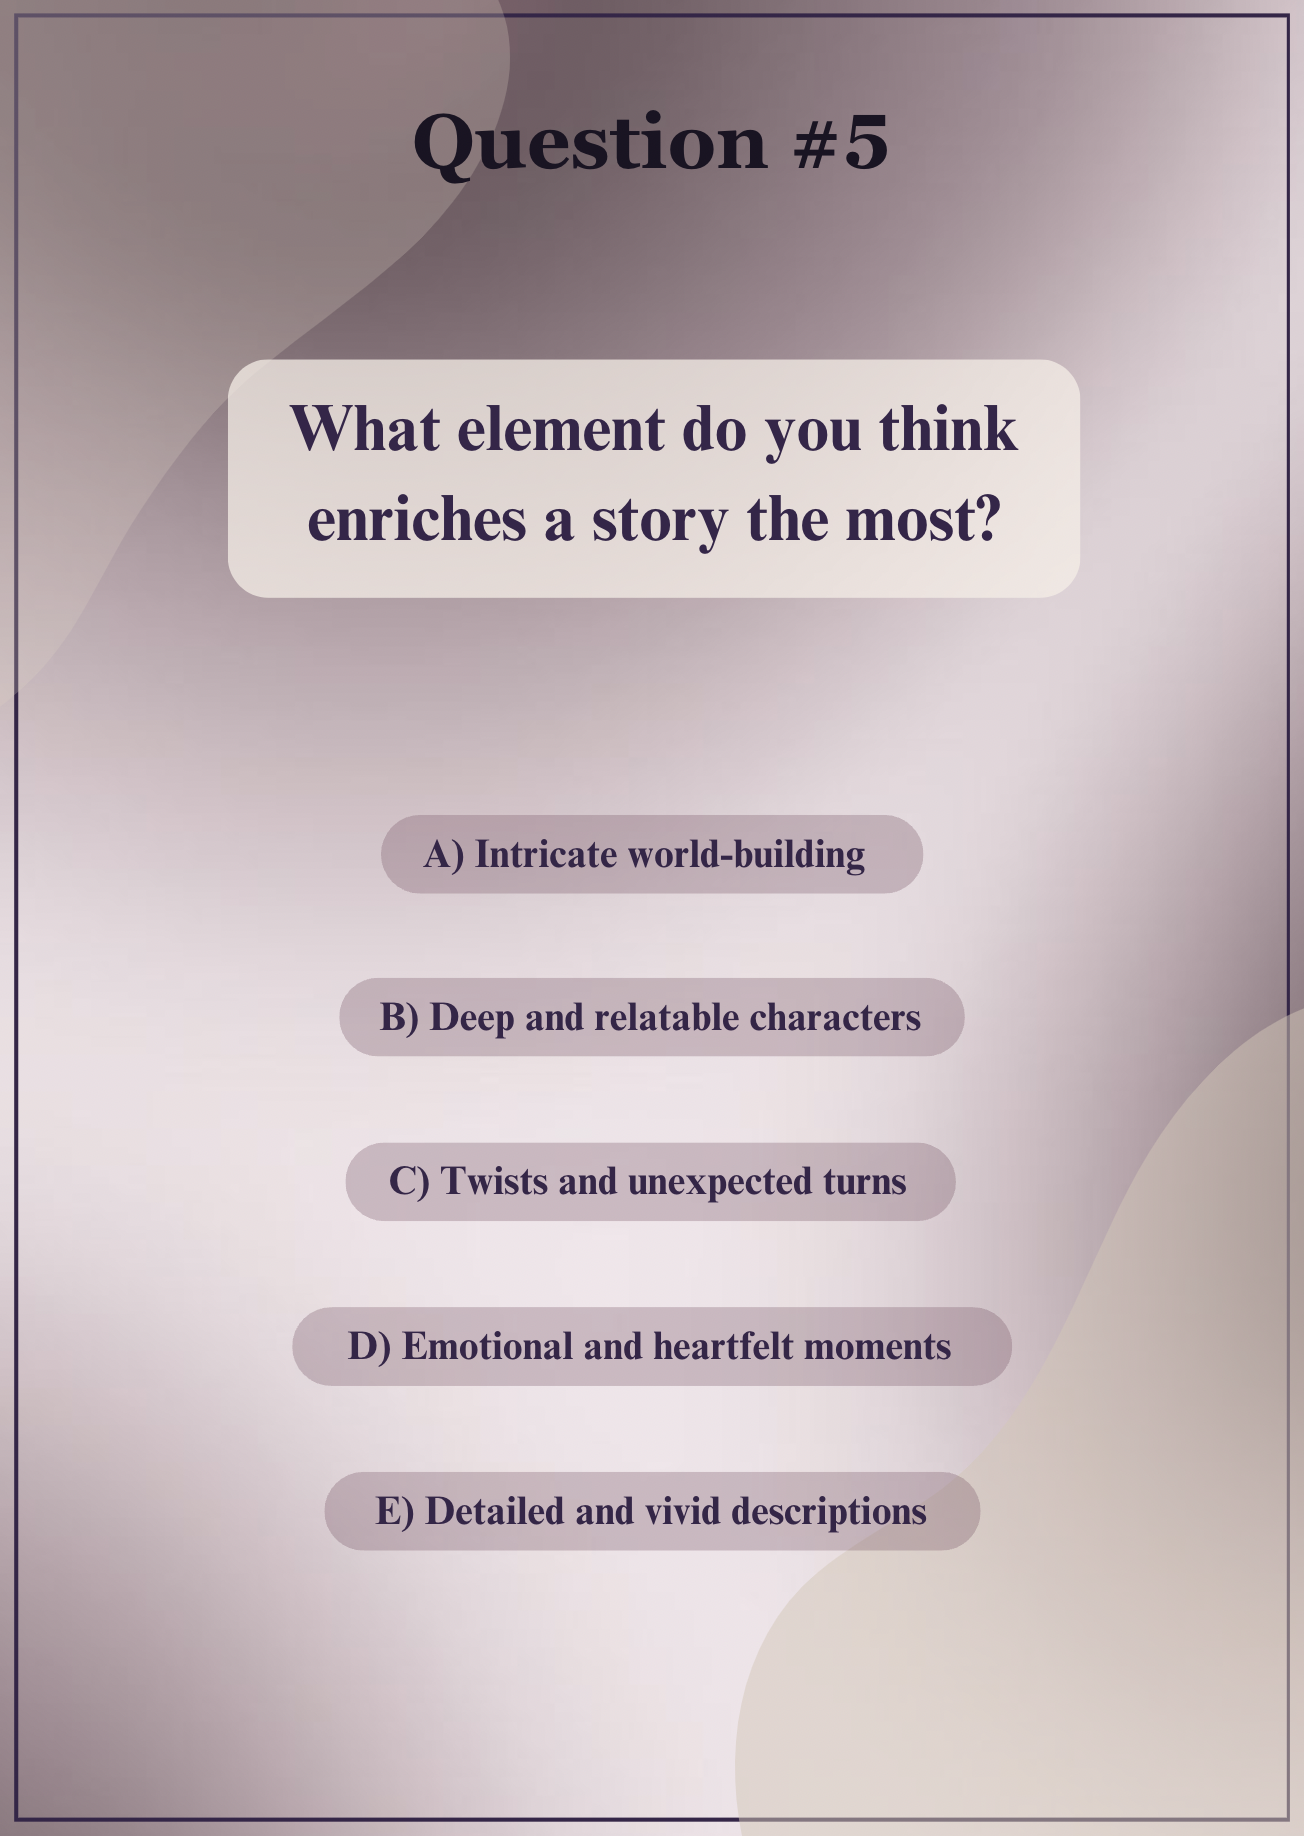 Question #5
What element do you think
enriches a story the most?
A) Intricate world-building
B) Deep and relatable characters
C) Twists and unexpected turns
D) Emotional and heartfelt moments
E) Detailed and vivid descriptions